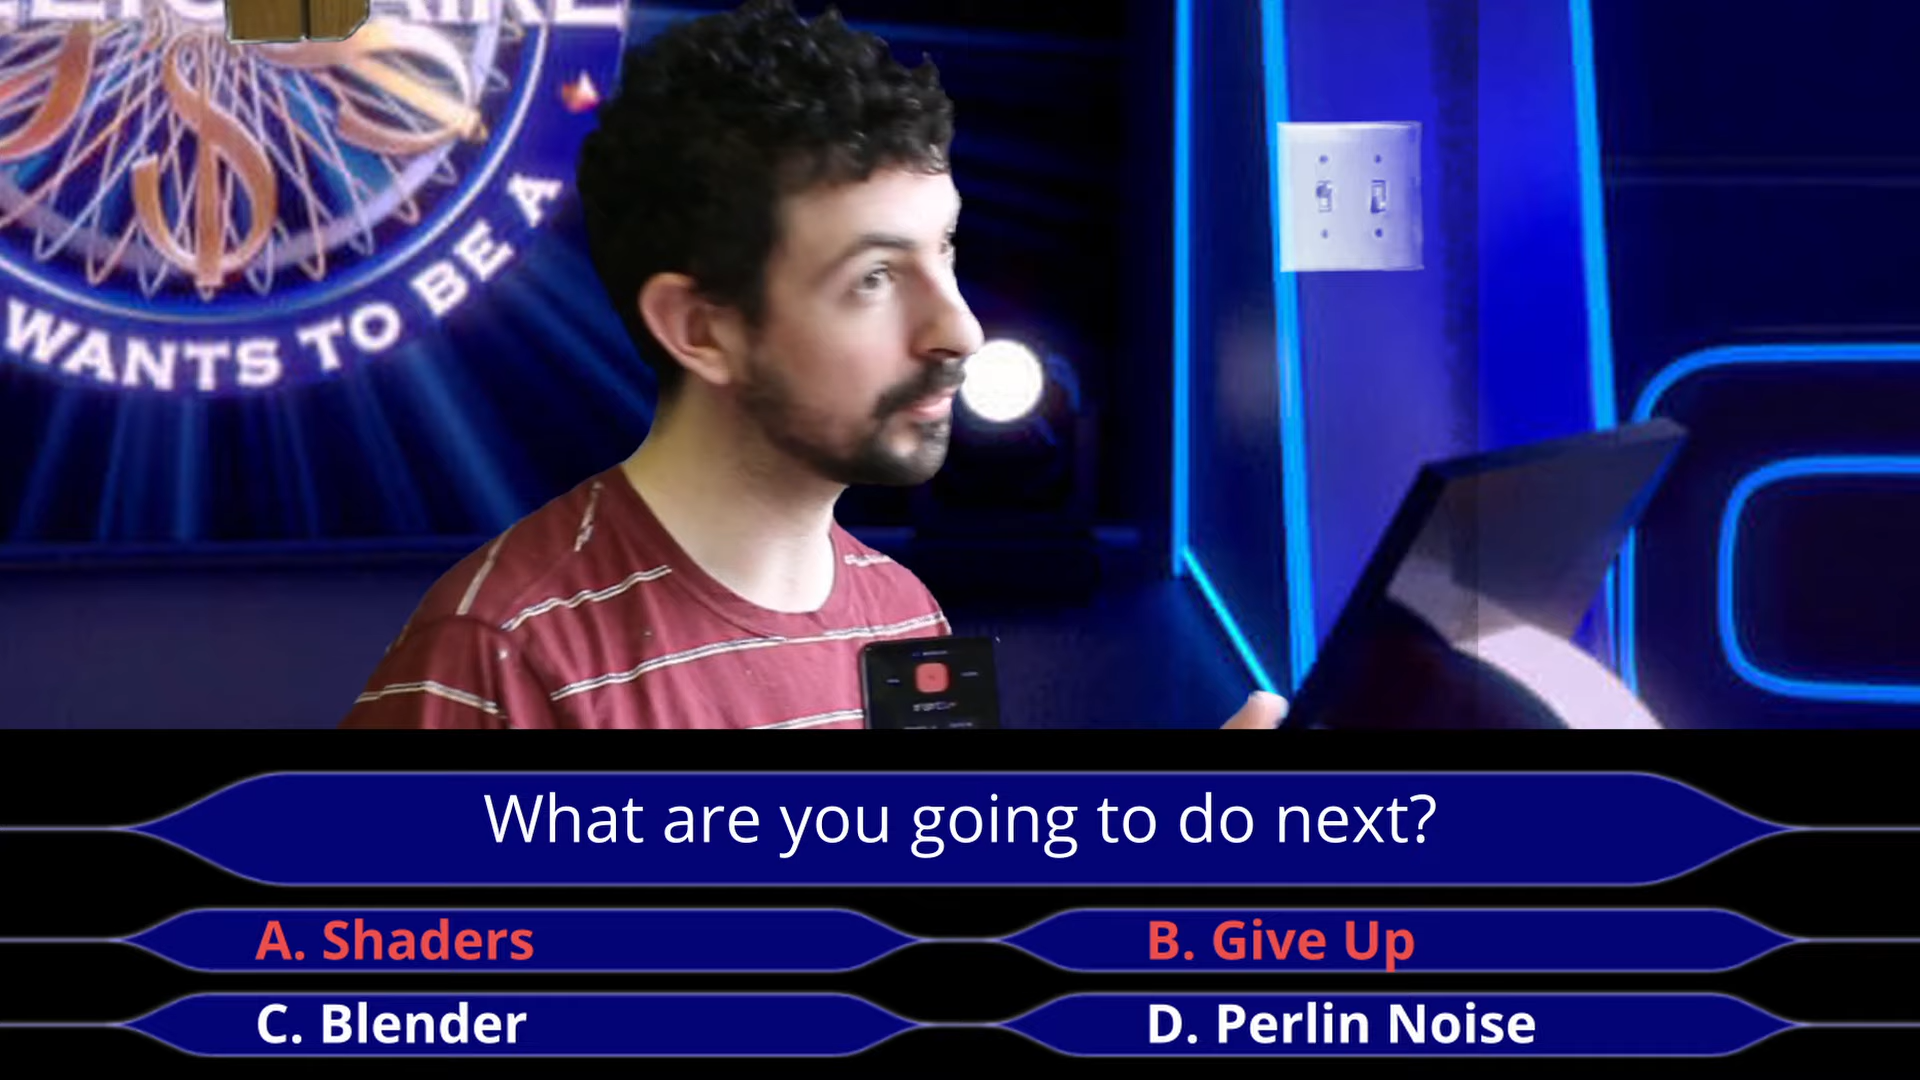 WANTS TO BE A
What are you going to do next?
A. Shaders
B. Give Up
C. Blender
D. Perlin Noise